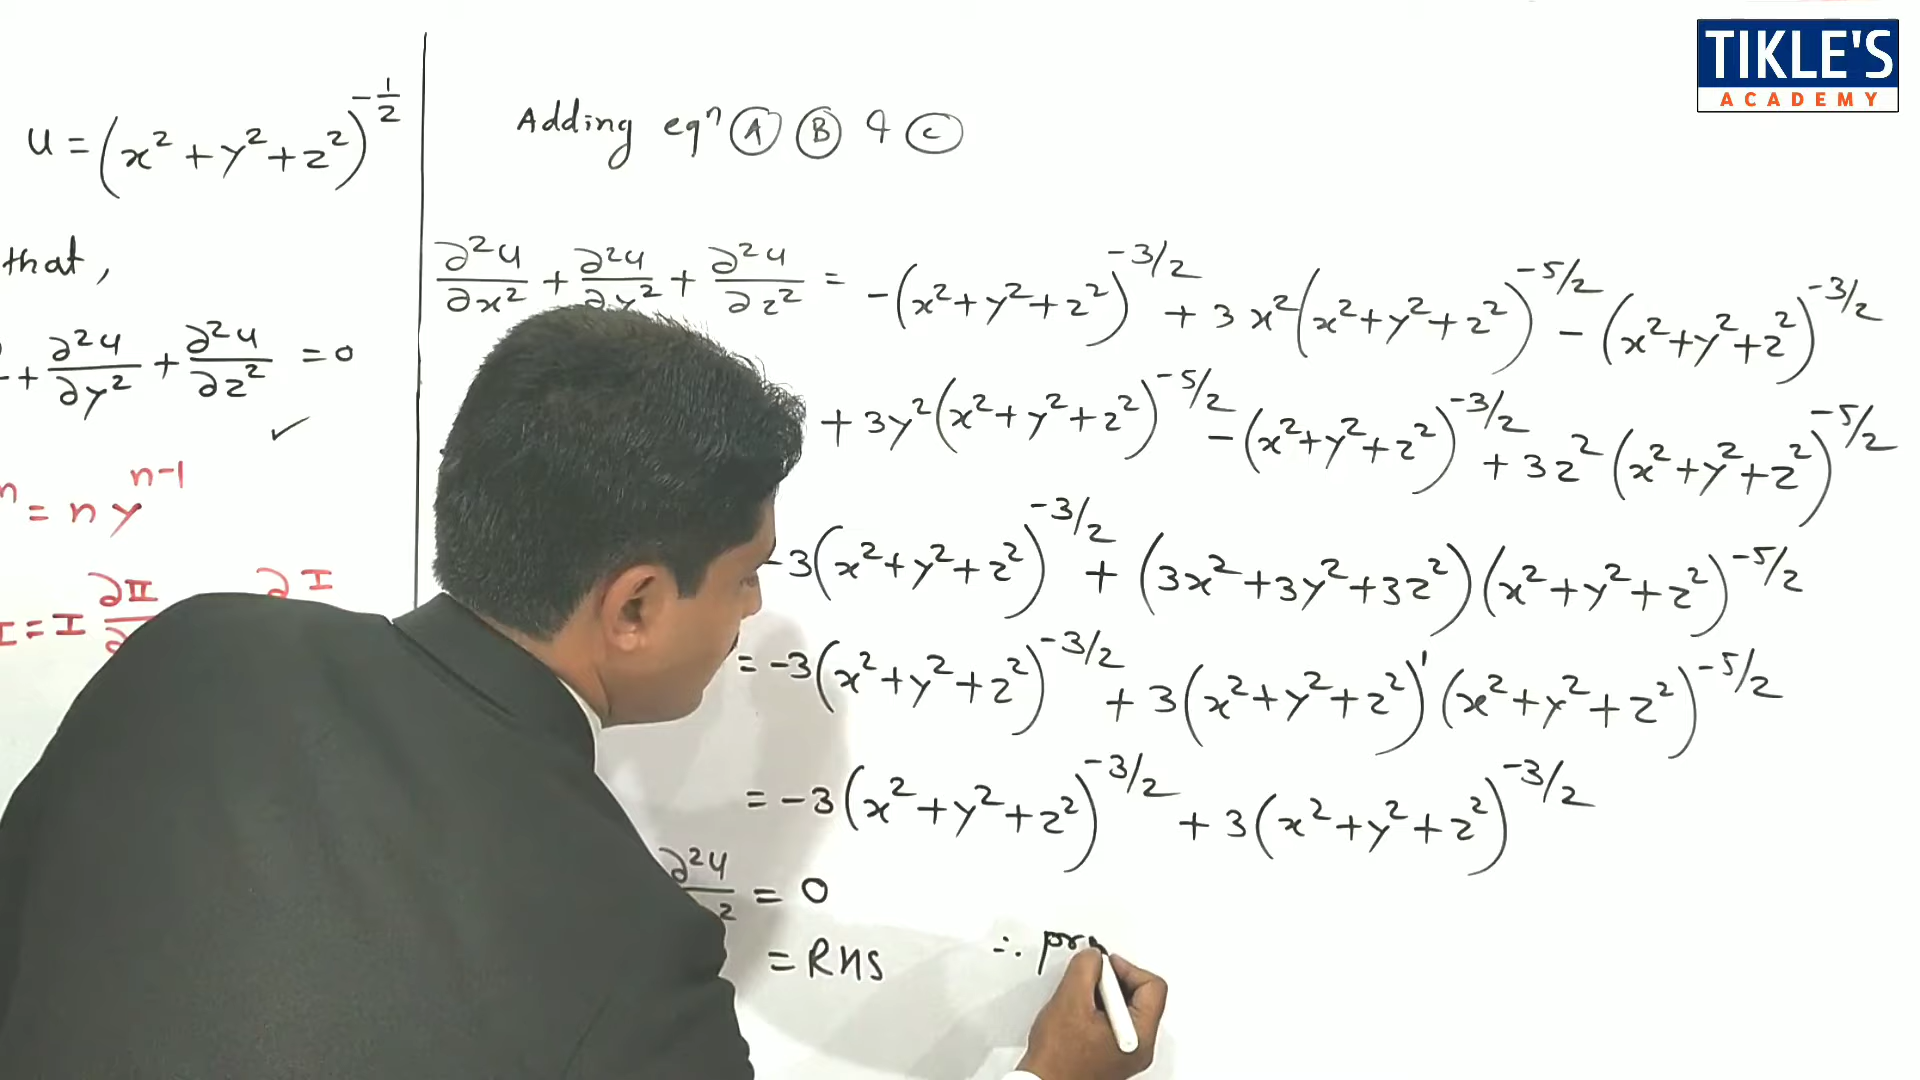 TIKLE'S
ACADEMY
u = (x² + y² + z²)^(-1/2)
that,
+ ∂²u/∂y² + ∂²u/∂z² = 0
✓
n = n y^(n-1)
I = I ∂II ∂I
Adding eqⁿ (A) (B) & (C)
∂²u/∂x² + ∂²u/∂y² + ∂²u/∂z² = -(x² + y² + z²)^(-3/2) + 3x²(x² + y² + z²)^(-5/2) - (x² + y² + z²)^(-3/2)
+ 3y²(x² + y² + z²)^(-5/2) - (x² + y² + z²)^(-3/2) + 3z²(x² + y² + z²)^(-5/2)
-3(x² + y² + z²)^(-3/2) + (3x² + 3y² + 3z²)(x² + y² + z²)^(-5/2)
= -3(x² + y² + z²)^(-3/2) + 3(x² + y² + z²)^1 (x² + y² + z²)^(-5/2)
= -3(x² + y² + z²)^(-3/2) + 3(x² + y² + z²)^(-3/2)
∂²u/ ² = 0
= RHS ∴ pr